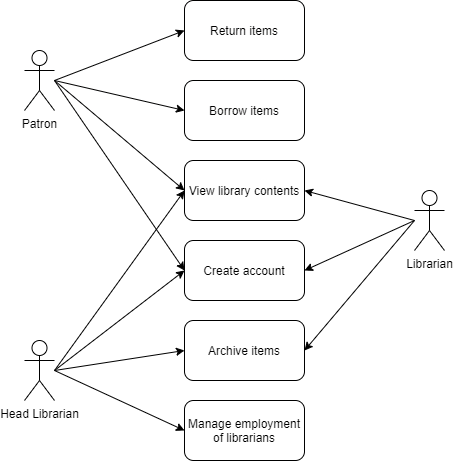 Return items
Patron
Borrow items
View library contents
Librarian
Create account
Archive items
Head Librarian
Manage employment
of librarians